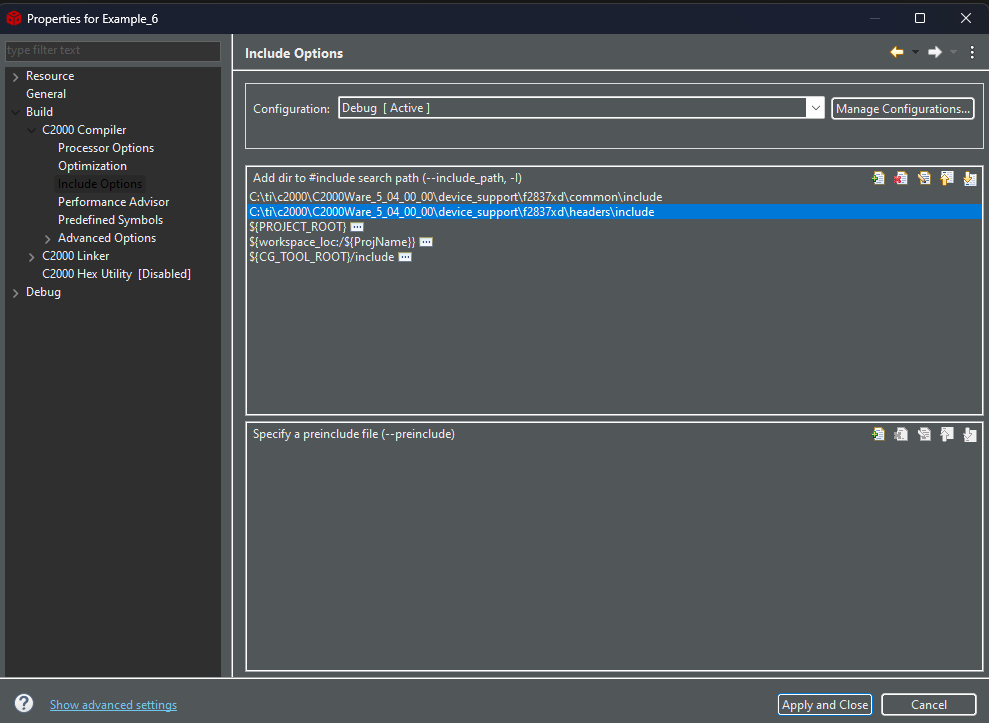 Properties for Example_6
type filter text
Resource
General
Build
C2000 Compiler
Processor Options
Optimization
Include Options
Performance Advisor
Predefined Symbols
Advanced Options
C2000 Linker
C2000 Hex Utility [Disabled]
Debug
Include Options
Configuration: Debug [ Active ] Manage Configurations...
Add dir to #include search path (--include_path, -I)
C:\ti\c2000\C2000Ware_5_04_00_00\device_support\f2837xd\common\include
C:\ti\c2000\C2000Ware_5_04_00_00\device_support\f2837xd\headers\include
${PROJECT_ROOT}
${workspace_loc:/${ProjName}}
${CG_TOOL_ROOT}/include
Specify a preinclude file (--preinclude)
? Show advanced settings
Apply and Close Cancel